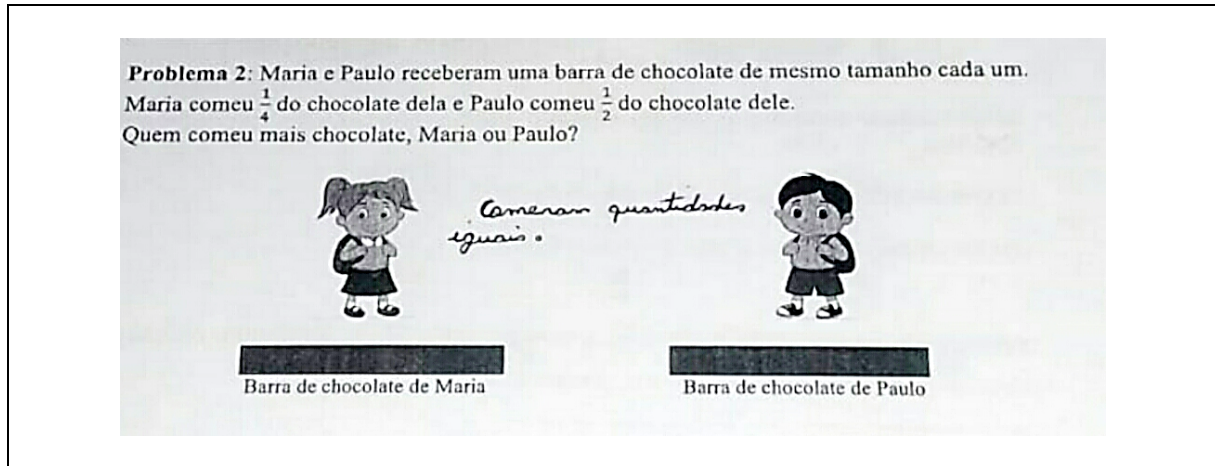 Problema 2: Maria e Paulo receberam uma barra de chocolate de mesmo tamanho cada um.
Maria comeu 1/4 do chocolate dela e Paulo comeu 1/2 do chocolate dele.
Quem comeu mais chocolate, Maria ou Paulo?
Comeram quantidades
iguais.
Barra de chocolate de Maria
Barra de chocolate de Paulo